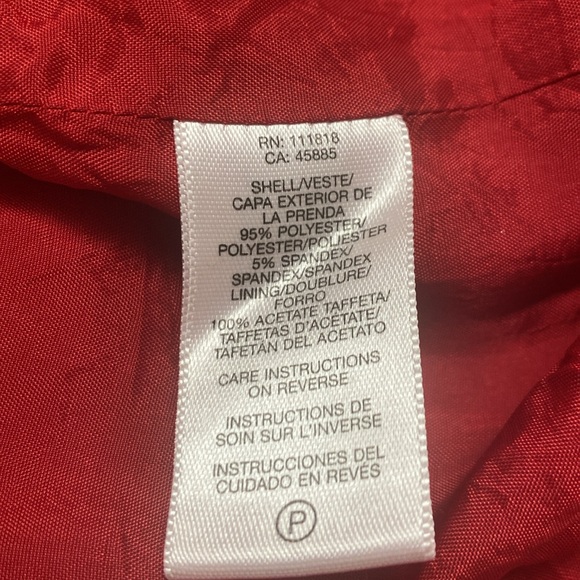 RN: 111818
CA: 45885
SHELL/VESTE/
CAPA EXTERIOR DE
LA PRENDA
95% POLYESTER/
POLYESTER/POLIESTER
5% SPANDEX/
SPANDEX/SPANDEX
LINING/DOUBLURE/
FORRO
100% ACETATE TAFFETA/
TAFFETAS D'ACETATE/
TAFETAN DEL ACETATO
CARE INSTRUCTIONS
ON REVERSE
INSTRUCTIONS DE
SOIN SUR L'INVERSE
INSTRUCCIONES DEL
CUIDADO EN REVÉS
P